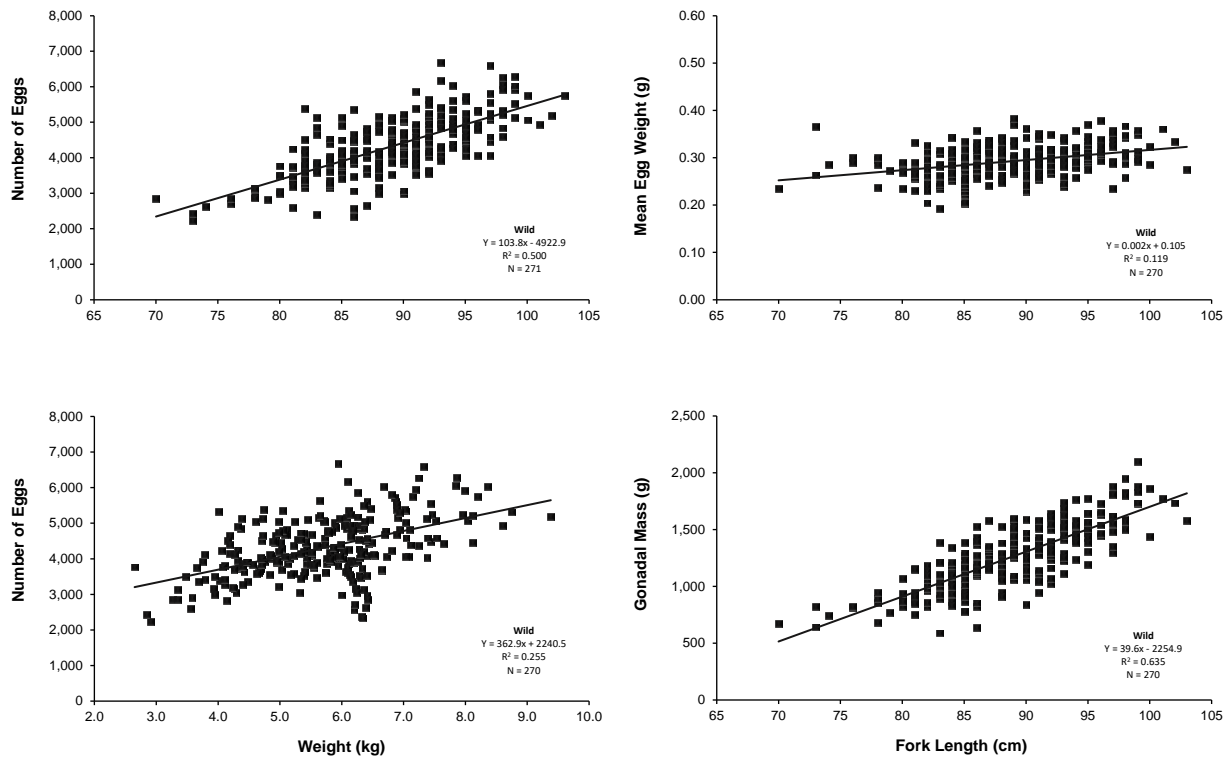 Number of Eggs
8,000
7,000
6,000
5,000
4,000
3,000
2,000
1,000
0
Wild
Y = 103.8x - 4922.9
R² = 0.500
N = 271
65 70 75 80 85 90 95 100 105
Mean Egg Weight (g)
0.60
0.50
0.40
0.30
0.20
0.10
0.00
Wild
Y = 0.002x + 0.105
R² = 0.119
N = 270
65 70 75 80 85 90 95 100 105
Number of Eggs
8,000
7,000
6,000
5,000
4,000
3,000
2,000
1,000
0
Wild
Y = 362.9x + 2240.5
R² = 0.255
N = 270
2.0 3.0 4.0 5.0 6.0 7.0 8.0 9.0 10.0
Weight (kg)
Gonadal Mass (g)
2,500
2,000
1,500
1,000
500
0
Wild
Y = 39.6x - 2254.9
R² = 0.635
N = 270
65 70 75 80 85 90 95 100 105
Fork Length (cm)